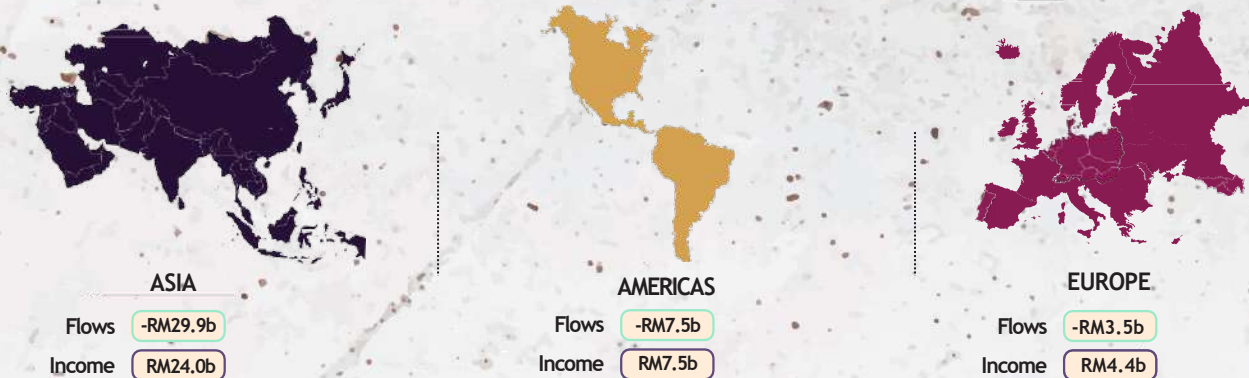 ASIA
Flows -RM29.9b
Income RM24.0b
AMERICAS
Flows -RM7.5b
Income RM7.5b
EUROPE
Flows -RM3.5b
Income RM4.4b